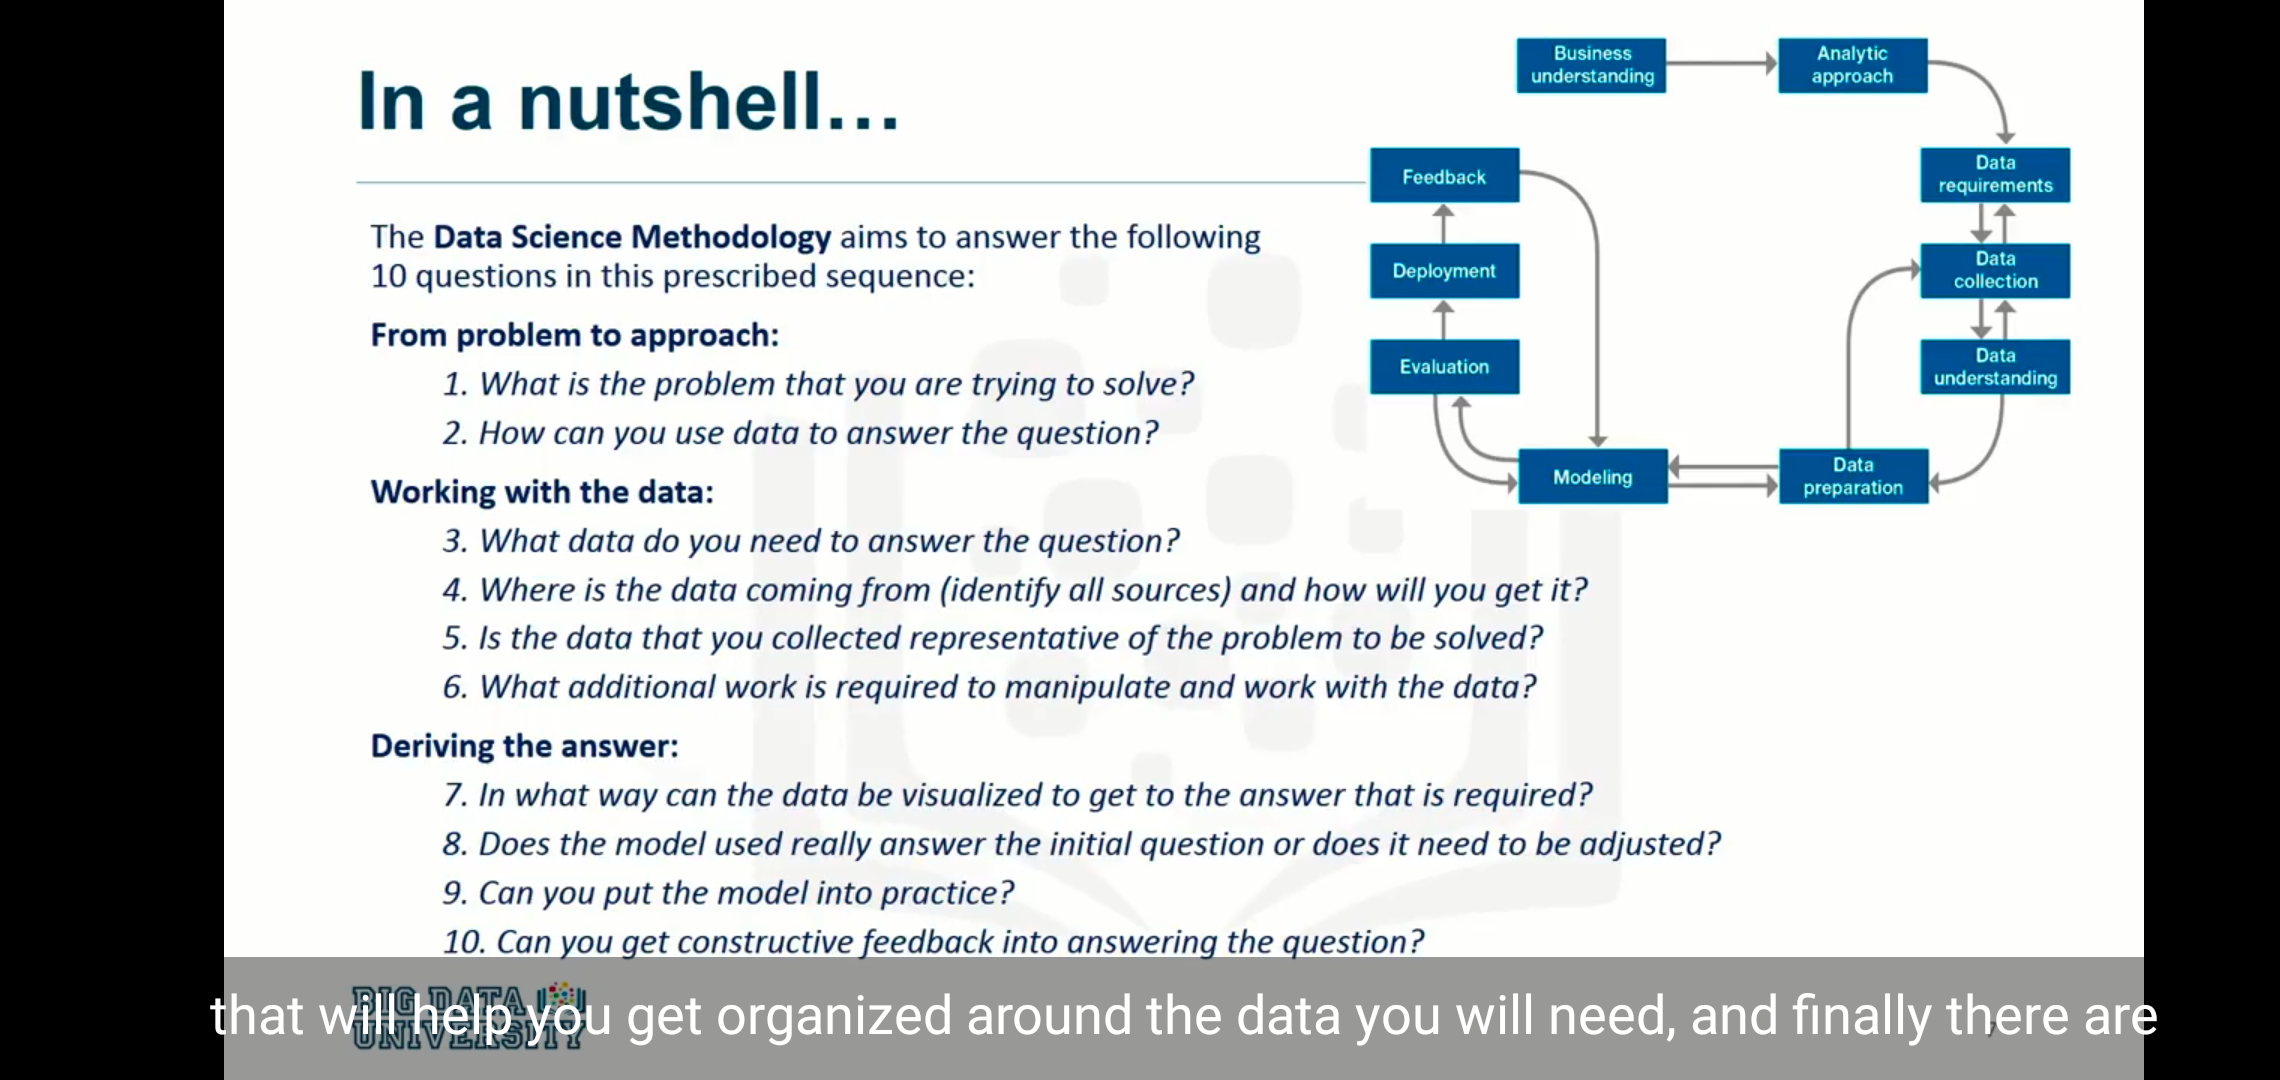 In a nutshell...
The Data Science Methodology aims to answer the following
10 questions in this prescribed sequence:
From problem to approach:
1. What is the problem that you are trying to solve?
2. How can you use data to answer the question?
Working with the data:
3. What data do you need to answer the question?
4. Where is the data coming from (identify all sources) and how will you get it?
5. Is the data that you collected representative of the problem to be solved?
6. What additional work is required to manipulate and work with the data?
Deriving the answer:
7. In what way can the data be visualized to get to the answer that is required?
8. Does the model used really answer the initial question or does it need to be adjusted?
9. Can you put the model into practice?
10. Can you get constructive feedback into answering the question?
Business
understanding
Analytic
approach
Data
requirements
Data
collection
Data
understanding
Data
preparation
Modeling
Evaluation
Deployment
Feedback
BIG DATA
UNIVERSITY
that will help you get organized around the data you will need, and finally there are